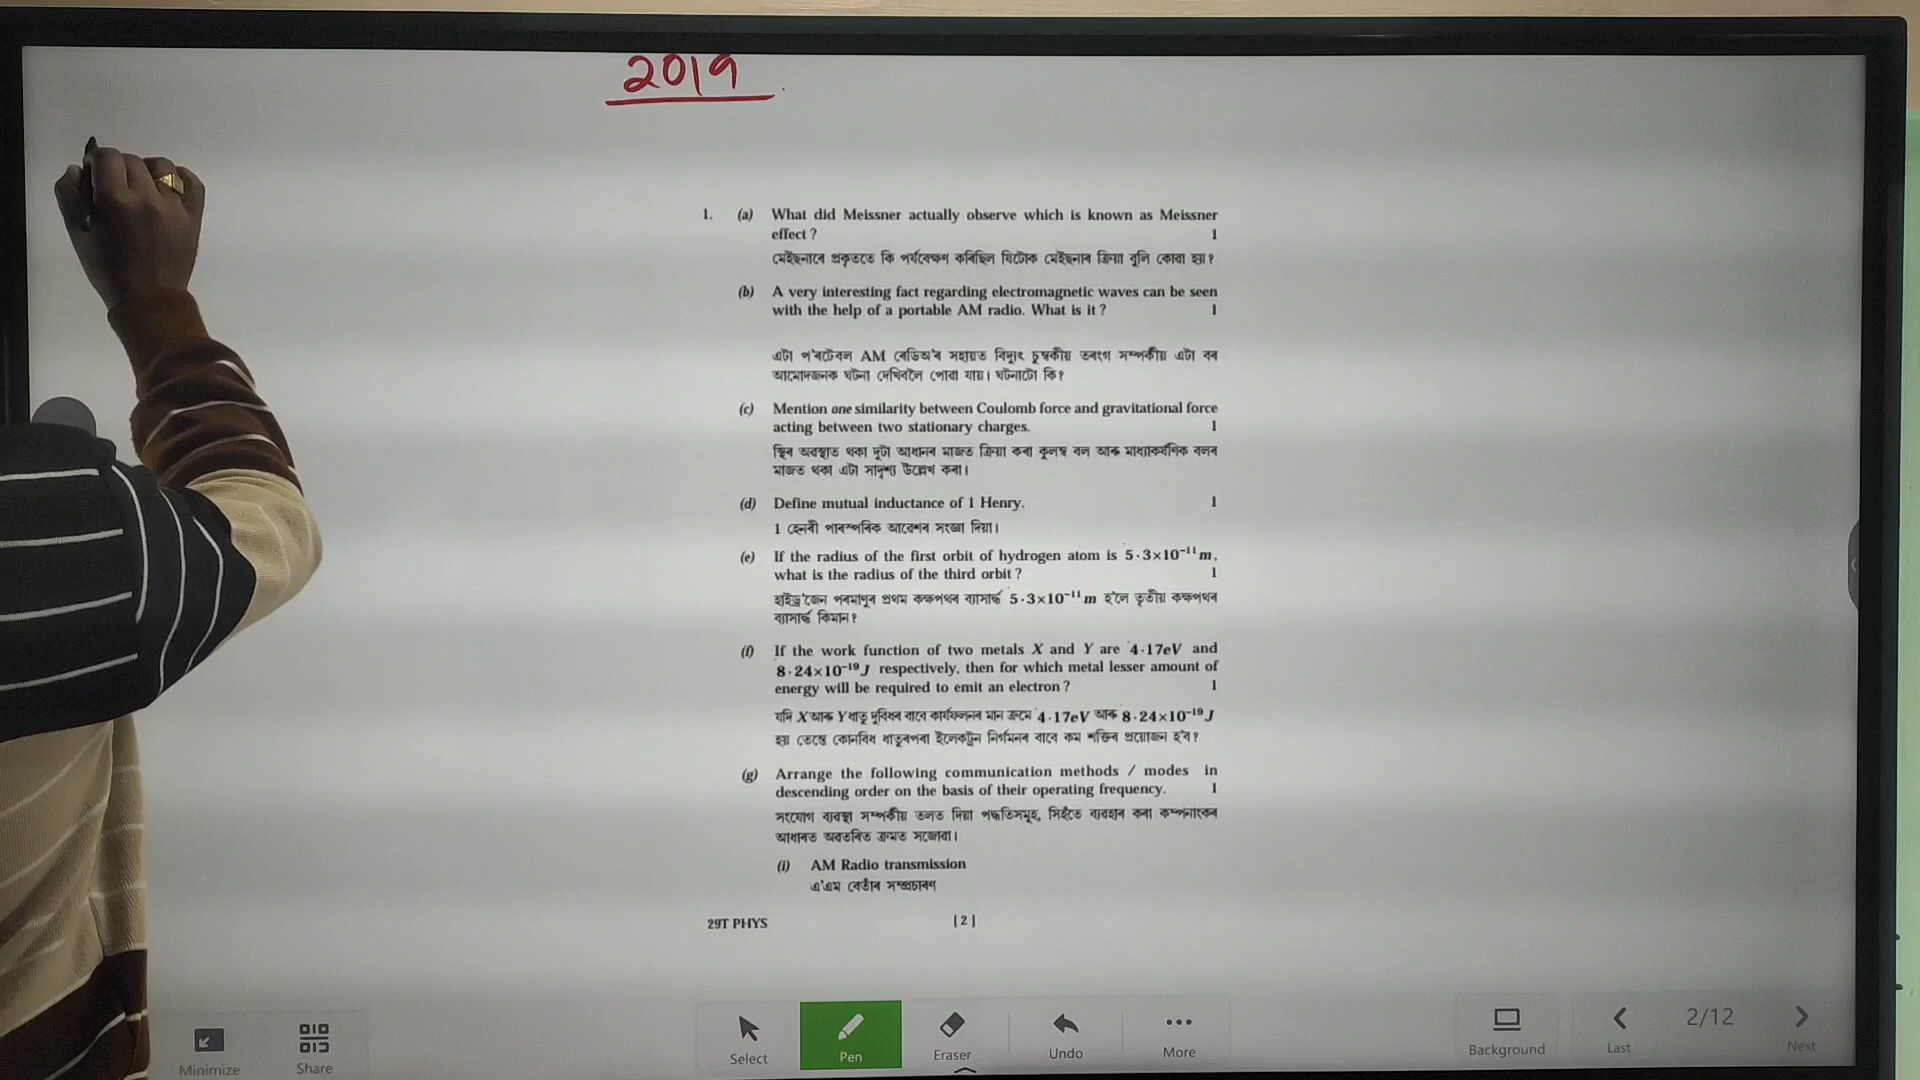 2019
1. (a) What did Meissner actually observe which is known as Meissner
effect ? 1
মেইছনাৰে প্ৰকৃততে কি পৰ্যবেক্ষণ কৰিছিল যিটোক মেইছনাৰ ক্ৰিয়া বুলি কোৱা হয়?
(b) A very interesting fact regarding electromagnetic waves can be seen
with the help of a portable AM radio. What is it ? 1
এটা প'ৰটেবল AM ৰেডিঅ'ৰ সহায়ত বিদ্যুৎ চুম্বকীয় তৰংগ সম্পৰ্কীয় এটা বৰ
আমোদজনক ঘটনা দেখিবলৈ পোৱা যায়। ঘটনাটো কি?
(c) Mention one similarity between Coulomb force and gravitational force
acting between two stationary charges. 1
স্থিৰ অৱস্থাত থকা দুটা আধানৰ মাজত ক্ৰিয়া কৰা কুলম্ব বল আৰু মাধ্যাকৰ্ষণিক বলৰ
মাজত থকা এটা সাদৃশ্য উল্লেখ কৰা।
(d) Define mutual inductance of 1 Henry. 1
1 হেনৰী পাৰস্পৰিক আৱেশৰ সংজ্ঞা দিয়া।
(e) If the radius of the first orbit of hydrogen atom is 5·3×10⁻¹¹ m,
what is the radius of the third orbit ? 1
হাইড্ৰ'জেন পৰমাণুৰ প্ৰথম কক্ষপথৰ ব্যাসাৰ্দ্ধ 5·3×10⁻¹¹ m হ'লে তৃতীয় কক্ষপথৰ
ব্যাসাৰ্দ্ধ কিমান?
(f) If the work function of two metals X and Y are 4·17eV and
8·24×10⁻¹⁹ J respectively, then for which metal lesser amount of
energy will be required to emit an electron ? 1
যদি X আৰু Y ধাতু দুবিধৰ বাবে কাৰ্যফলনৰ মান ক্ৰমে 4·17eV আৰু 8·24×10⁻¹⁹ J
হয় তেন্তে কোনবিধ ধাতুৰপৰা ইলেকট্ৰন নিৰ্গমনৰ বাবে কম শক্তিৰ প্ৰয়োজন হ'ব?
(g) Arrange the following communication methods / modes in
descending order on the basis of their operating frequency. 1
সংযোগ ব্যৱস্থা সম্পৰ্কীয় তলত দিয়া পদ্ধতিসমূহ, সিহঁতে ব্যৱহাৰ কৰা কম্পনাংকৰ
আধাৰত অৱতৰিত ক্ৰমত সজোৱা।
(i) AM Radio transmission
এ'এম বেতাঁৰ সম্প্ৰচাৰণ
29T PHYS [ 2 ]
Minimize Share Select Pen Eraser Undo More Background Last 2/12 Next